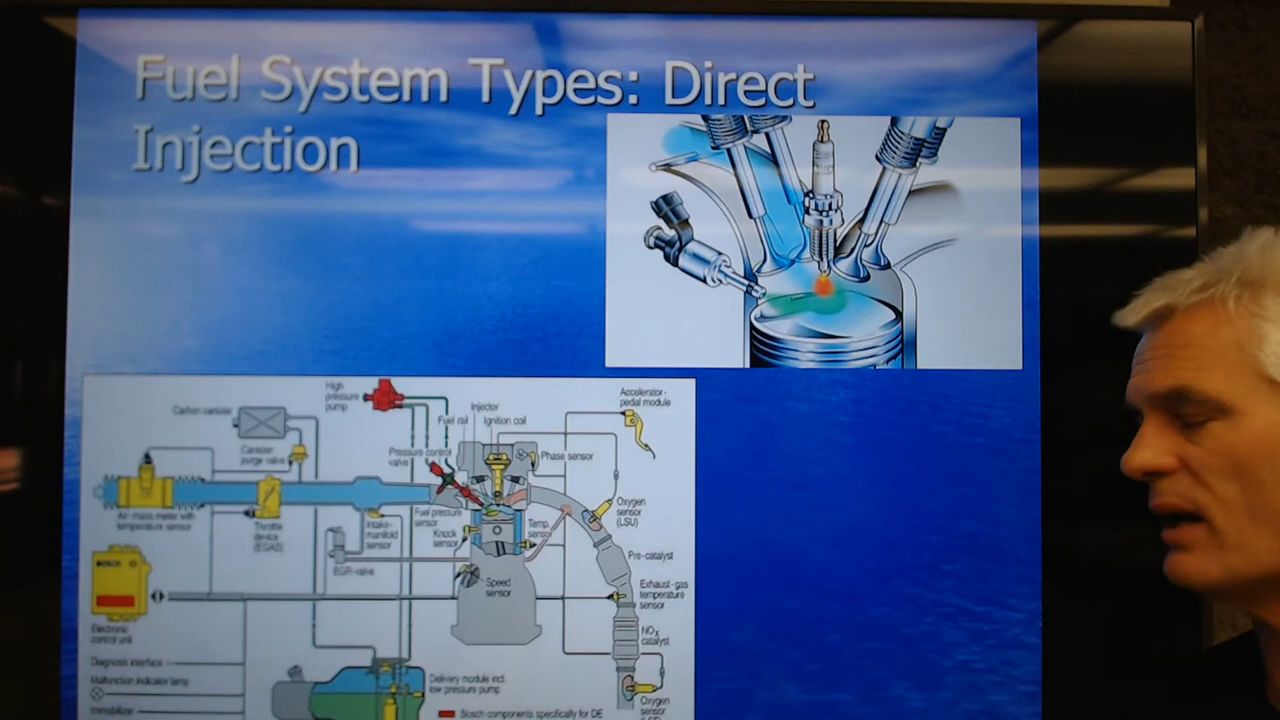 Fuel System Types: Direct
Injection
High
pressure
pump
Injector
Fuel rail
Ignition coil
Accelerator-
pedal module
Carbon canister
Canister
purge valve
Pressure control
valve
Phase sensor
Air-mass meter with
temperature sensor
Throttle
device
(EGAS)
Intake-
manifold
sensor
Fuel pressure
sensor
Knock
sensor
Temp.
sensor
Oxygen
sensor
(LSU)
EGR-valve
Speed
sensor
Pre-catalyst
BOSCH
Exhaust-gas
temperature
sensor
Electronic
control unit
NOx
catalyst
Diagnosis interface
Malfunction indicator lamp
Immobilizer
Delivery module incl.
low pressure pump
Oxygen
sensor
Bosch components specifically for DE